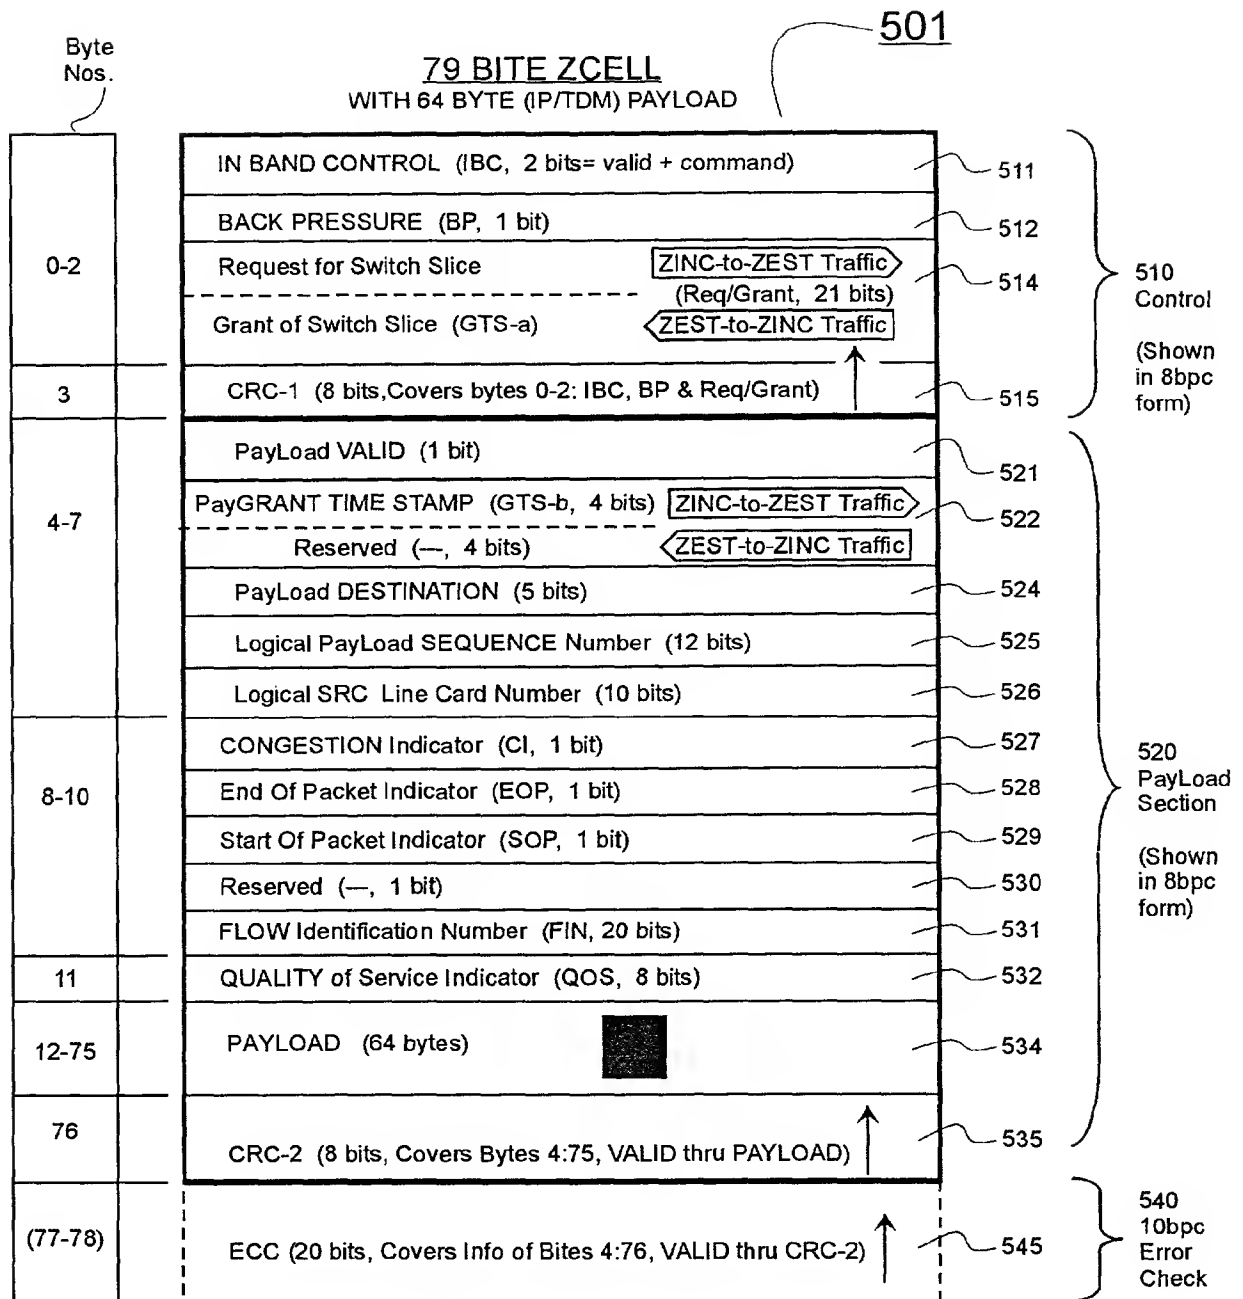 501
Byte
Nos.
79 BITE ZCELL
WITH 64 BYTE (IP/TDM) PAYLOAD
0-2
IN BAND CONTROL (IBC, 2 bits= valid + command)
511
BACK PRESSURE (BP, 1 bit)
512
Request for Switch Slice
ZINC-to-ZEST Traffic
(Req/Grant, 21 bits)
514
Grant of Switch Slice (GTS-a)
ZEST-to-ZINC Traffic
510
Control
(Shown
in 8bpc
form)
3
CRC-1 (8 bits,Covers bytes 0-2: IBC, BP & Req/Grant)
515
4-7
PayLoad VALID (1 bit)
521
PayGRANT TIME STAMP (GTS-b, 4 bits)
ZINC-to-ZEST Traffic
522
Reserved (—, 4 bits)
ZEST-to-ZINC Traffic
PayLoad DESTINATION (5 bits)
524
Logical PayLoad SEQUENCE Number (12 bits)
525
Logical SRC Line Card Number (10 bits)
526
8-10
CONGESTION Indicator (CI, 1 bit)
527
End Of Packet Indicator (EOP, 1 bit)
528
Start Of Packet Indicator (SOP, 1 bit)
529
Reserved (—, 1 bit)
530
FLOW Identification Number (FIN, 20 bits)
531
520
PayLoad
Section
(Shown
in 8bpc
form)
11
QUALITY of Service Indicator (QOS, 8 bits)
532
12-75
PAYLOAD (64 bytes)
534
76
CRC-2 (8 bits, Covers Bytes 4:75, VALID thru PAYLOAD)
535
(77-78)
ECC (20 bits, Covers Info of Bites 4:76, VALID thru CRC-2)
545
540
10bpc
Error
Check